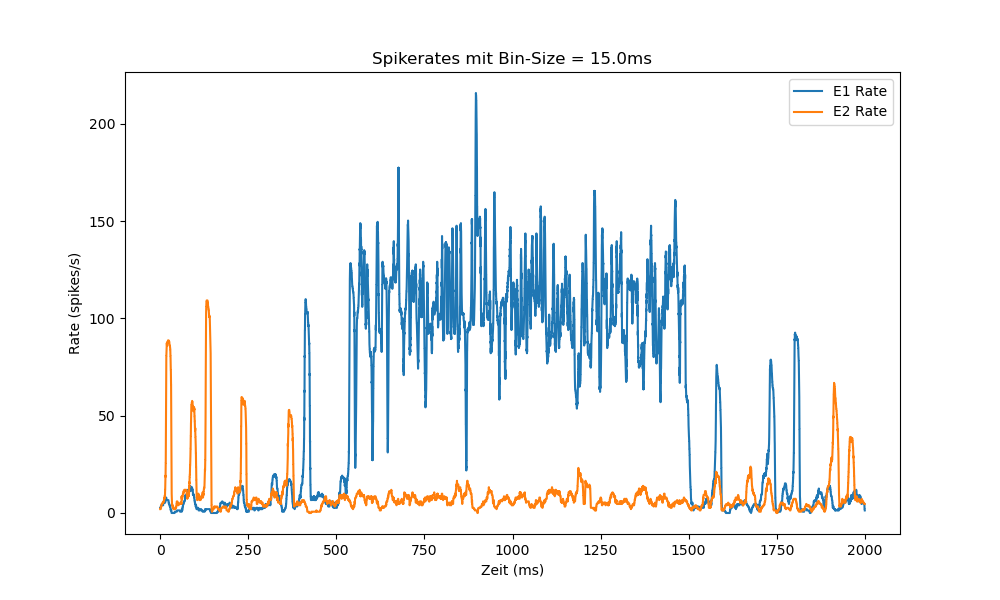 Spikerates mit Bin-Size = 15.0ms
E1 Rate
E2 Rate
Rate (spikes/s)
200
150
100
50
0
0 250 500 750 1000 1250 1500 1750 2000
Zeit (ms)